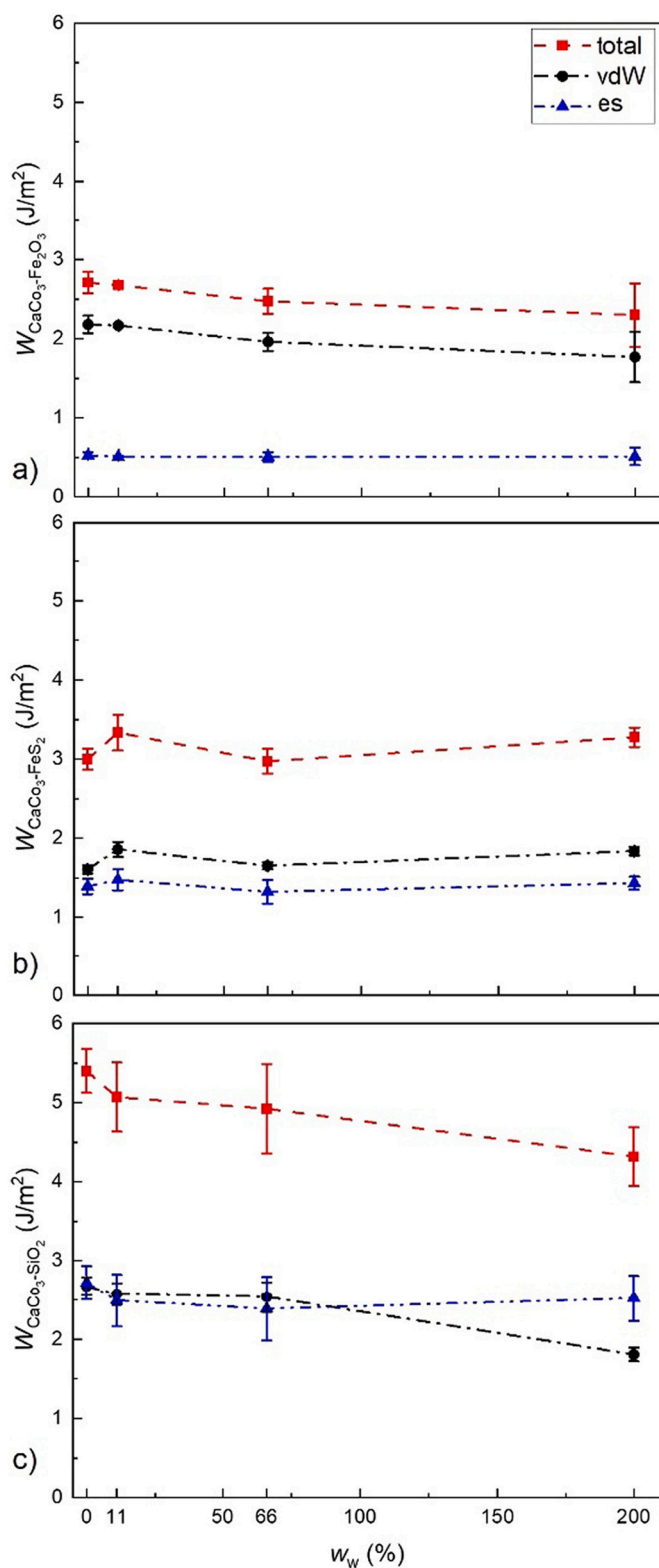 6
total
vdW
es
5
4
3
2
1
0
W_CaCo₃-Fe₂O₃ (J/m²)
a)
6
5
4
3
2
1
0
W_CaCo₃-FeS₂ (J/m²)
b)
6
5
4
3
2
1
0
W_CaCo₃-SiO₂ (J/m²)
c)
0 11 50 66 100 150 200
w_w (%)